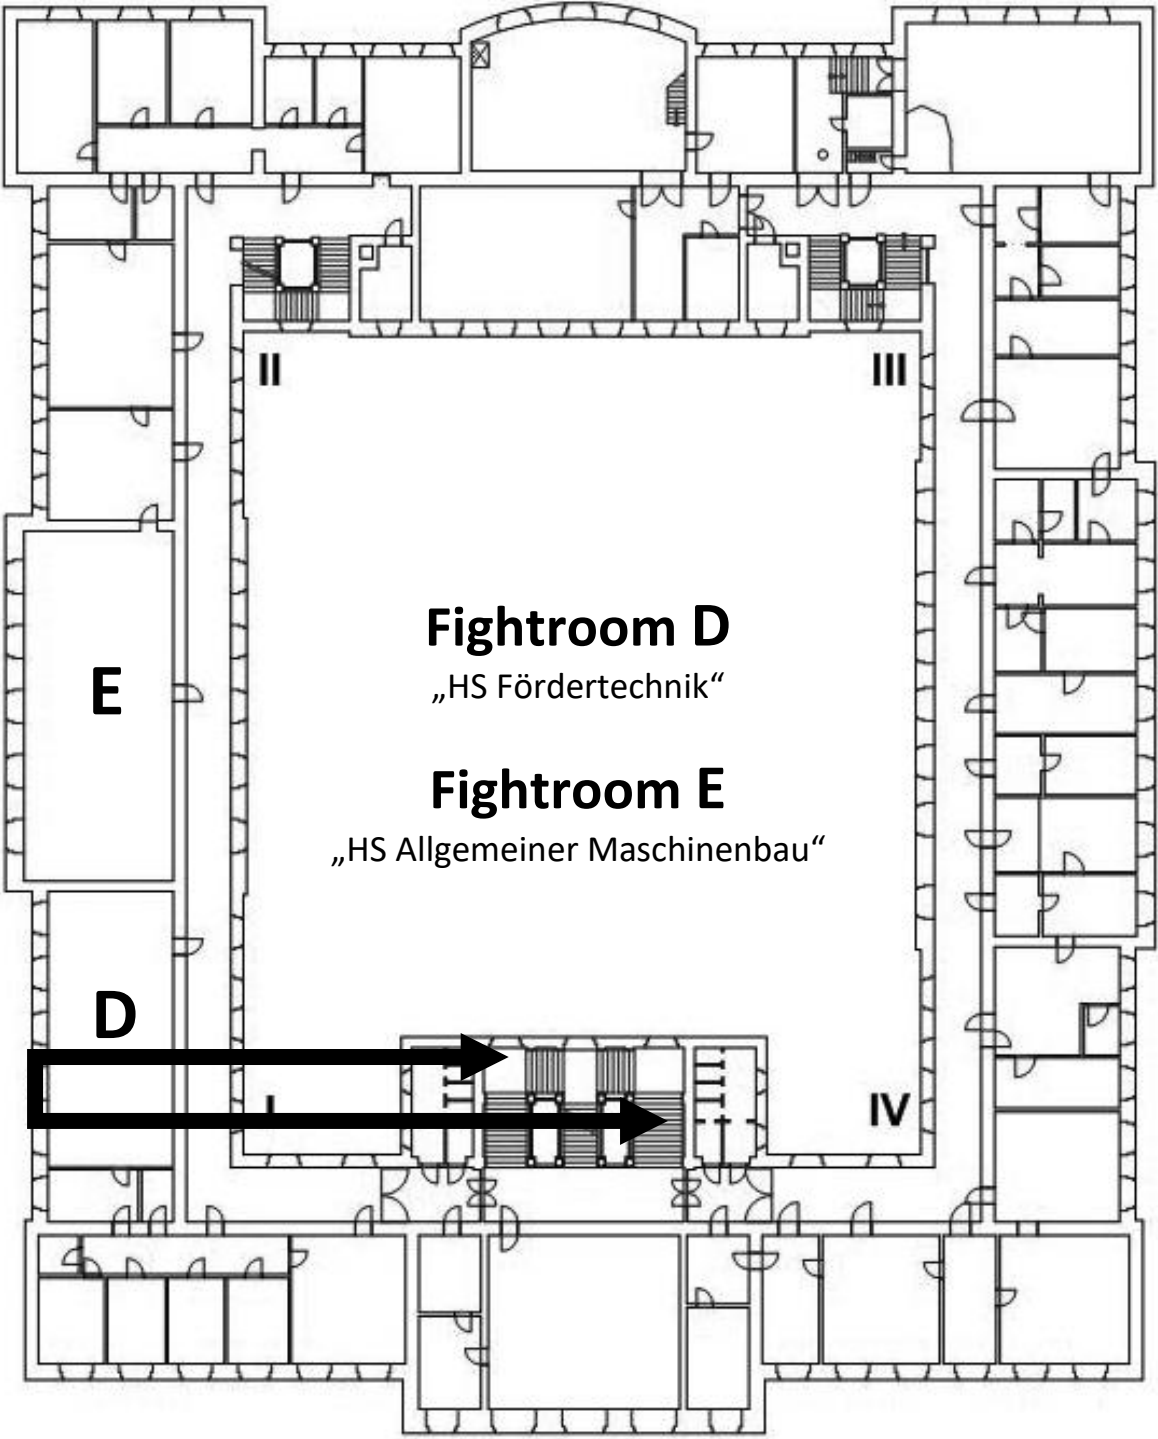 II
III
Fightroom D
„HS Fördertechnik“
E
Fightroom E
„HS Allgemeiner Maschinenbau“
D
I
IV